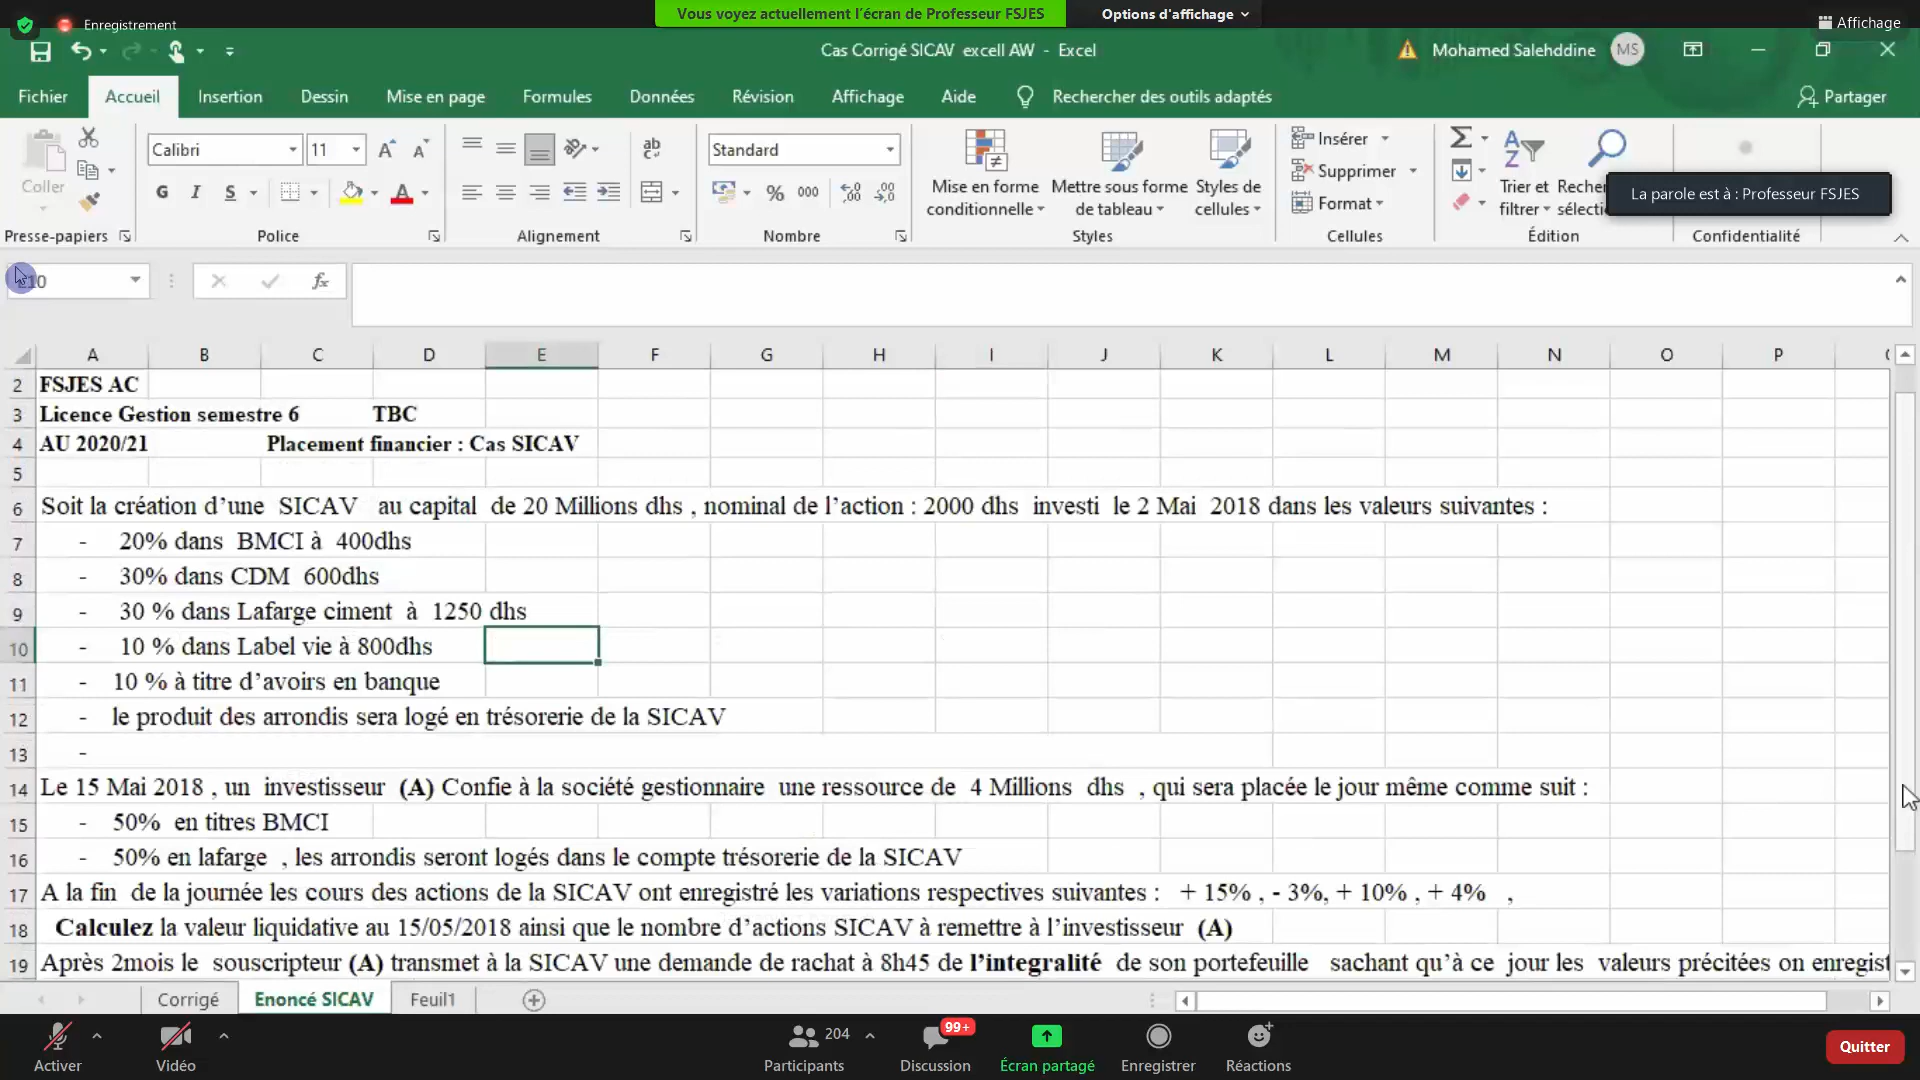 Vous voyez actuellement l'écran de Professeur FSJES
Options d'affichage
Enregistrement
Affichage
Cas Corrigé SICAV excell AW - Excel
Mohamed Salehddine
MS
Fichier
Accueil
Insertion
Dessin
Mise en page
Formules
Données
Révision
Affichage
Aide
Rechercher des outils adaptés
Partager
Calibri
11
Standard
Coller
G I S
% 000
Mise en forme conditionnelle
Mettre sous forme de tableau
Styles de cellules
Insérer
Supprimer
Format
Trier et filtrer
La parole est à : Professeur FSJES
Presse-papiers
Police
Alignement
Nombre
Styles
Cellules
Édition
Confidentialité
fx
A B C D E F G H I J K L M N O P
2 FSJES AC
3 Licence Gestion semestre 6 TBC
4 AU 2020/21 Placement financier : Cas SICAV
5
6 Soit la création d'une SICAV au capital de 20 Millions dhs , nominal de l'action : 2000 dhs investi le 2 Mai 2018 dans les valeurs suivantes :
7 - 20% dans BMCI à 400dhs
8 - 30% dans CDM 600dhs
9 - 30 % dans Lafarge ciment à 1250 dhs
10 - 10 % dans Label vie à 800dhs
11 - 10 % à titre d'avoirs en banque
12 - le produit des arrondis sera logé en trésorerie de la SICAV
13 -
14 Le 15 Mai 2018 , un investisseur (A) Confie à la société gestionnaire une ressource de 4 Millions dhs , qui sera placée le jour même comme suit :
15 - 50% en titres BMCI
16 - 50% en lafarge , les arrondis seront logés dans le compte trésorerie de la SICAV
17 A la fin de la journée les cours des actions de la SICAV ont enregistré les variations respectives suivantes : + 15% , - 3%, + 10% , + 4% ,
18 Calculez la valeur liquidative au 15/05/2018 ainsi que le nombre d'actions SICAV à remettre à l'investisseur (A)
19 Après 2mois le souscripteur (A) transmet à la SICAV une demande de rachat à 8h45 de l'integralité de son portefeuille sachant qu'à ce jour les valeurs précitées on enregist
Corrigé
Enoncé SICAV
Feuil1
Activer
Vidéo
204
Participants
99+
Discussion
Écran partagé
Enregistrer
Réactions
Quitter